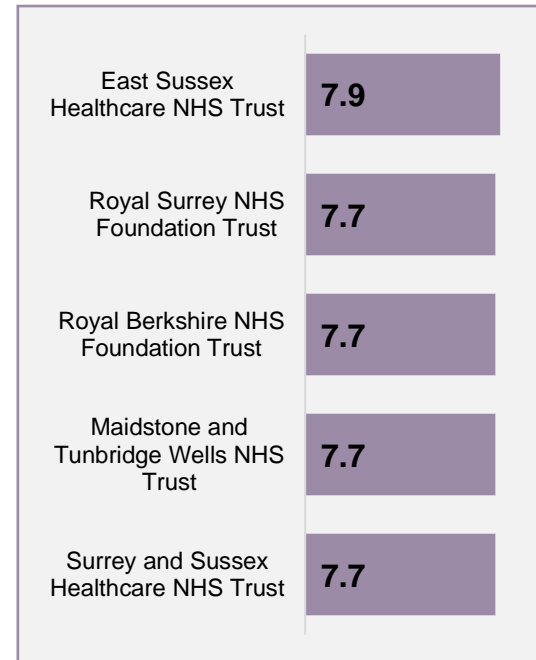 East Sussex
Healthcare NHS Trust
7.9
Royal Surrey NHS
Foundation Trust
7.7
Royal Berkshire NHS
Foundation Trust
7.7
Maidstone and
Tunbridge Wells NHS
Trust
7.7
Surrey and Sussex
Healthcare NHS Trust
7.7